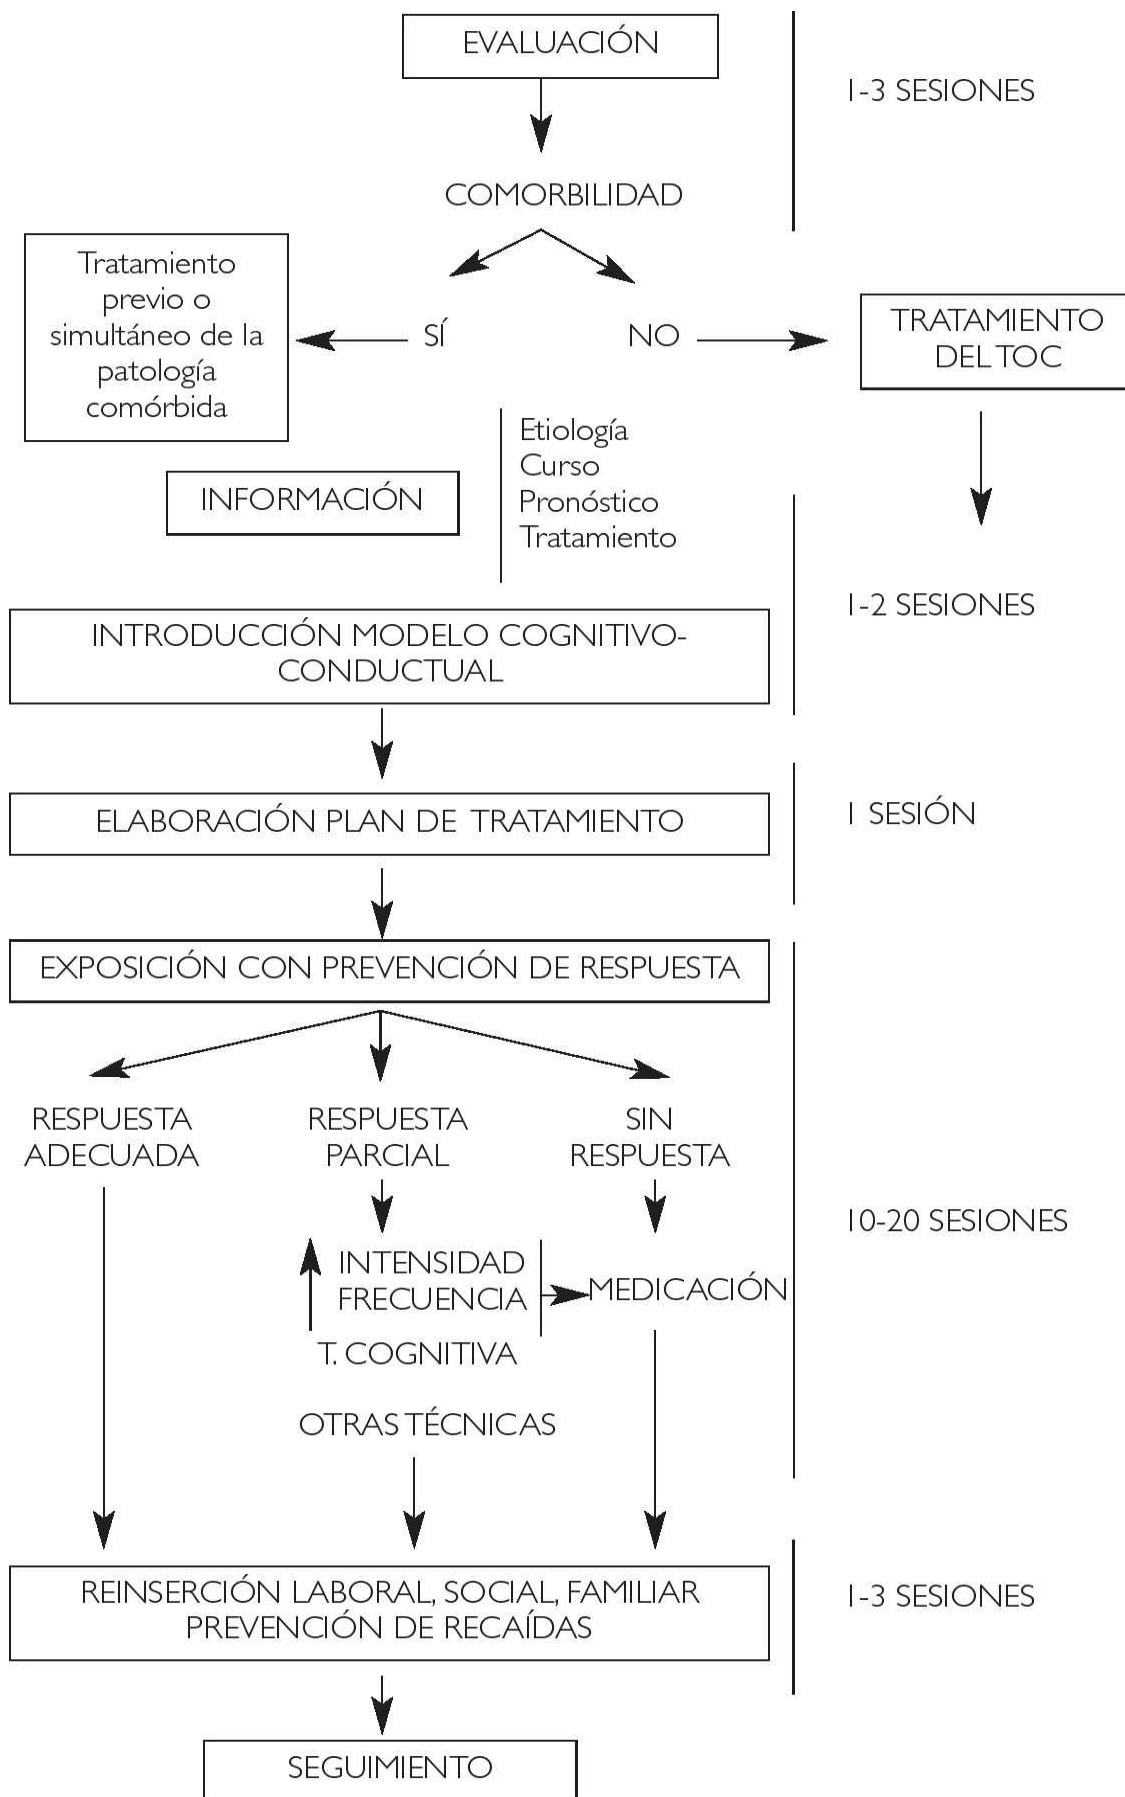 EVALUACIÓN
1-3 SESIONES
COMORBILIDAD
Tratamiento
previo o
simultáneo de la
patología
comórbida
SÍ
NO
TRATAMIENTO
DEL TOC
INFORMACIÓN
Etiología
Curso
Pronóstico
Tratamiento
1-2 SESIONES
INTRODUCCIÓN MODELO COGNITIVO-
CONDUCTUAL
ELABORACIÓN PLAN DE TRATAMIENTO
1 SESIÓN
EXPOSICIÓN CON PREVENCIÓN DE RESPUESTA
RESPUESTA
ADECUADA
RESPUESTA
PARCIAL
SIN
RESPUESTA
10-20 SESIONES
INTENSIDAD
FRECUENCIA
MEDICACIÓN
T. COGNITIVA
OTRAS TÉCNICAS
REINSERCIÓN LABORAL, SOCIAL, FAMILIAR
PREVENCIÓN DE RECAÍDAS
1-3 SESIONES
SEGUIMIENTO